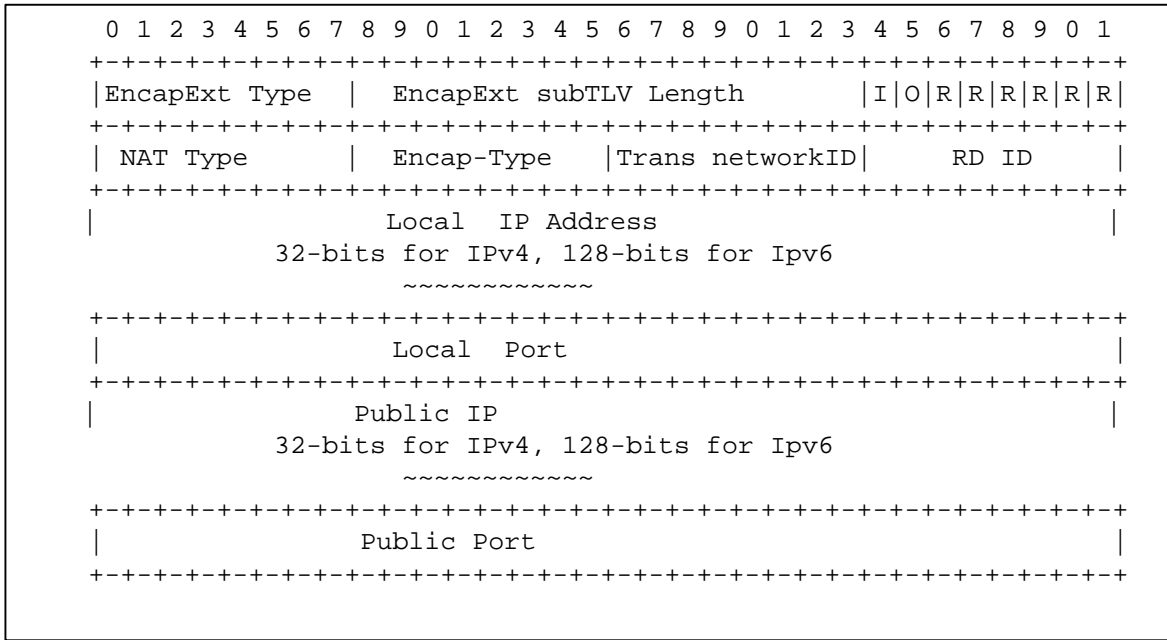 0 1 2 3 4 5 6 7 8 9 0 1 2 3 4 5 6 7 8 9 0 1 2 3 4 5 6 7 8 9 0 1
+-+-+-+-+-+-+-+-+-+-+-+-+-+-+-+-+-+-+-+-+-+-+-+-+-+-+-+-+-+-+-+-+
|EncapExt Type  |  EncapExt subTLV Length       |I|O|R|R|R|R|R|R|
+-+-+-+-+-+-+-+-+-+-+-+-+-+-+-+-+-+-+-+-+-+-+-+-+-+-+-+-+-+-+-+-+
| NAT Type      |  Encap-Type   |Trans networkID|     RD ID     |
+-+-+-+-+-+-+-+-+-+-+-+-+-+-+-+-+-+-+-+-+-+-+-+-+-+-+-+-+-+-+-+-+
|                  Local  IP Address                            |
32-bits for IPv4, 128-bits for Ipv6
~~~~~~~~~~~~
+-+-+-+-+-+-+-+-+-+-+-+-+-+-+-+-+-+-+-+-+-+-+-+-+-+-+-+-+-+-+-+-+
|                  Local  Port                                  |
+-+-+-+-+-+-+-+-+-+-+-+-+-+-+-+-+-+-+-+-+-+-+-+-+-+-+-+-+-+-+-+-+
|                Public IP                                      |
32-bits for IPv4, 128-bits for Ipv6
~~~~~~~~~~~~
+-+-+-+-+-+-+-+-+-+-+-+-+-+-+-+-+-+-+-+-+-+-+-+-+-+-+-+-+-+-+-+-+
|                Public Port                                    |
+-+-+-+-+-+-+-+-+-+-+-+-+-+-+-+-+-+-+-+-+-+-+-+-+-+-+-+-+-+-+-+-+